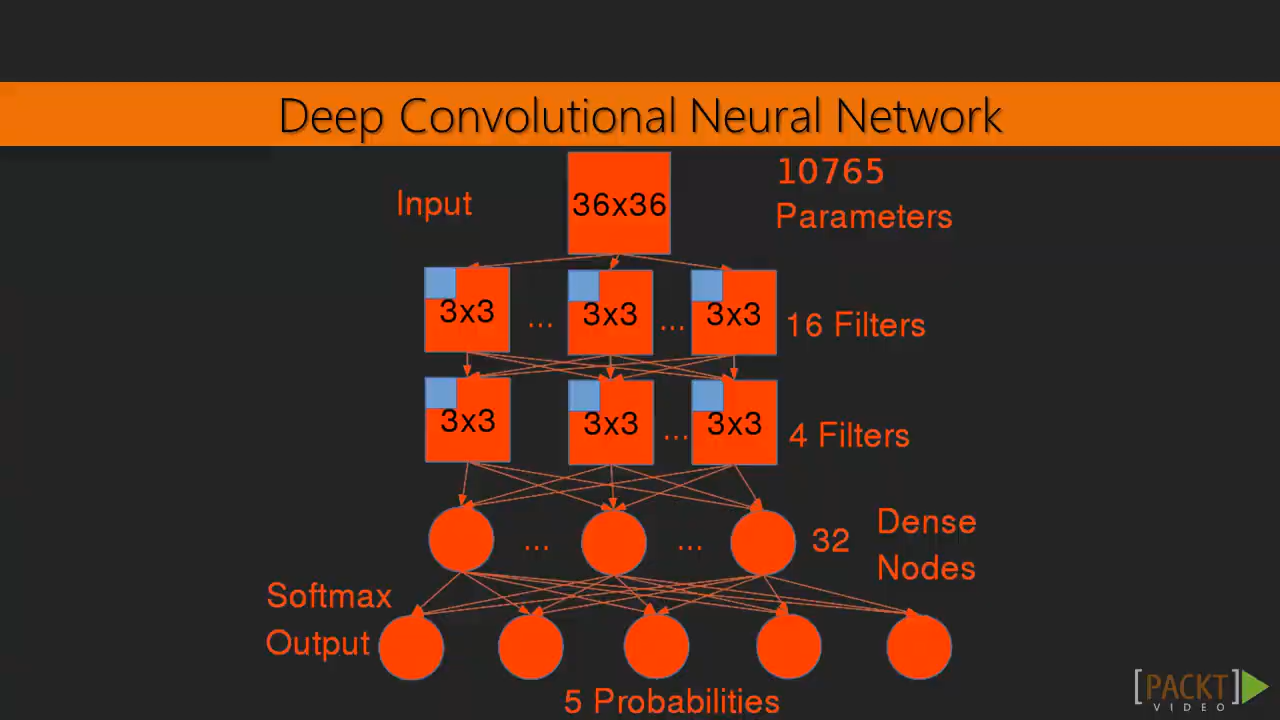 Deep Convolutional Neural Network
Input
36x36
10765
Parameters
3x3 ... 3x3 ... 3x3
16 Filters
3x3 3x3 ... 3x3
4 Filters
... ... 32
Dense
Nodes
Softmax
Output
5 Probabilities
[PACKT]
VIDEO